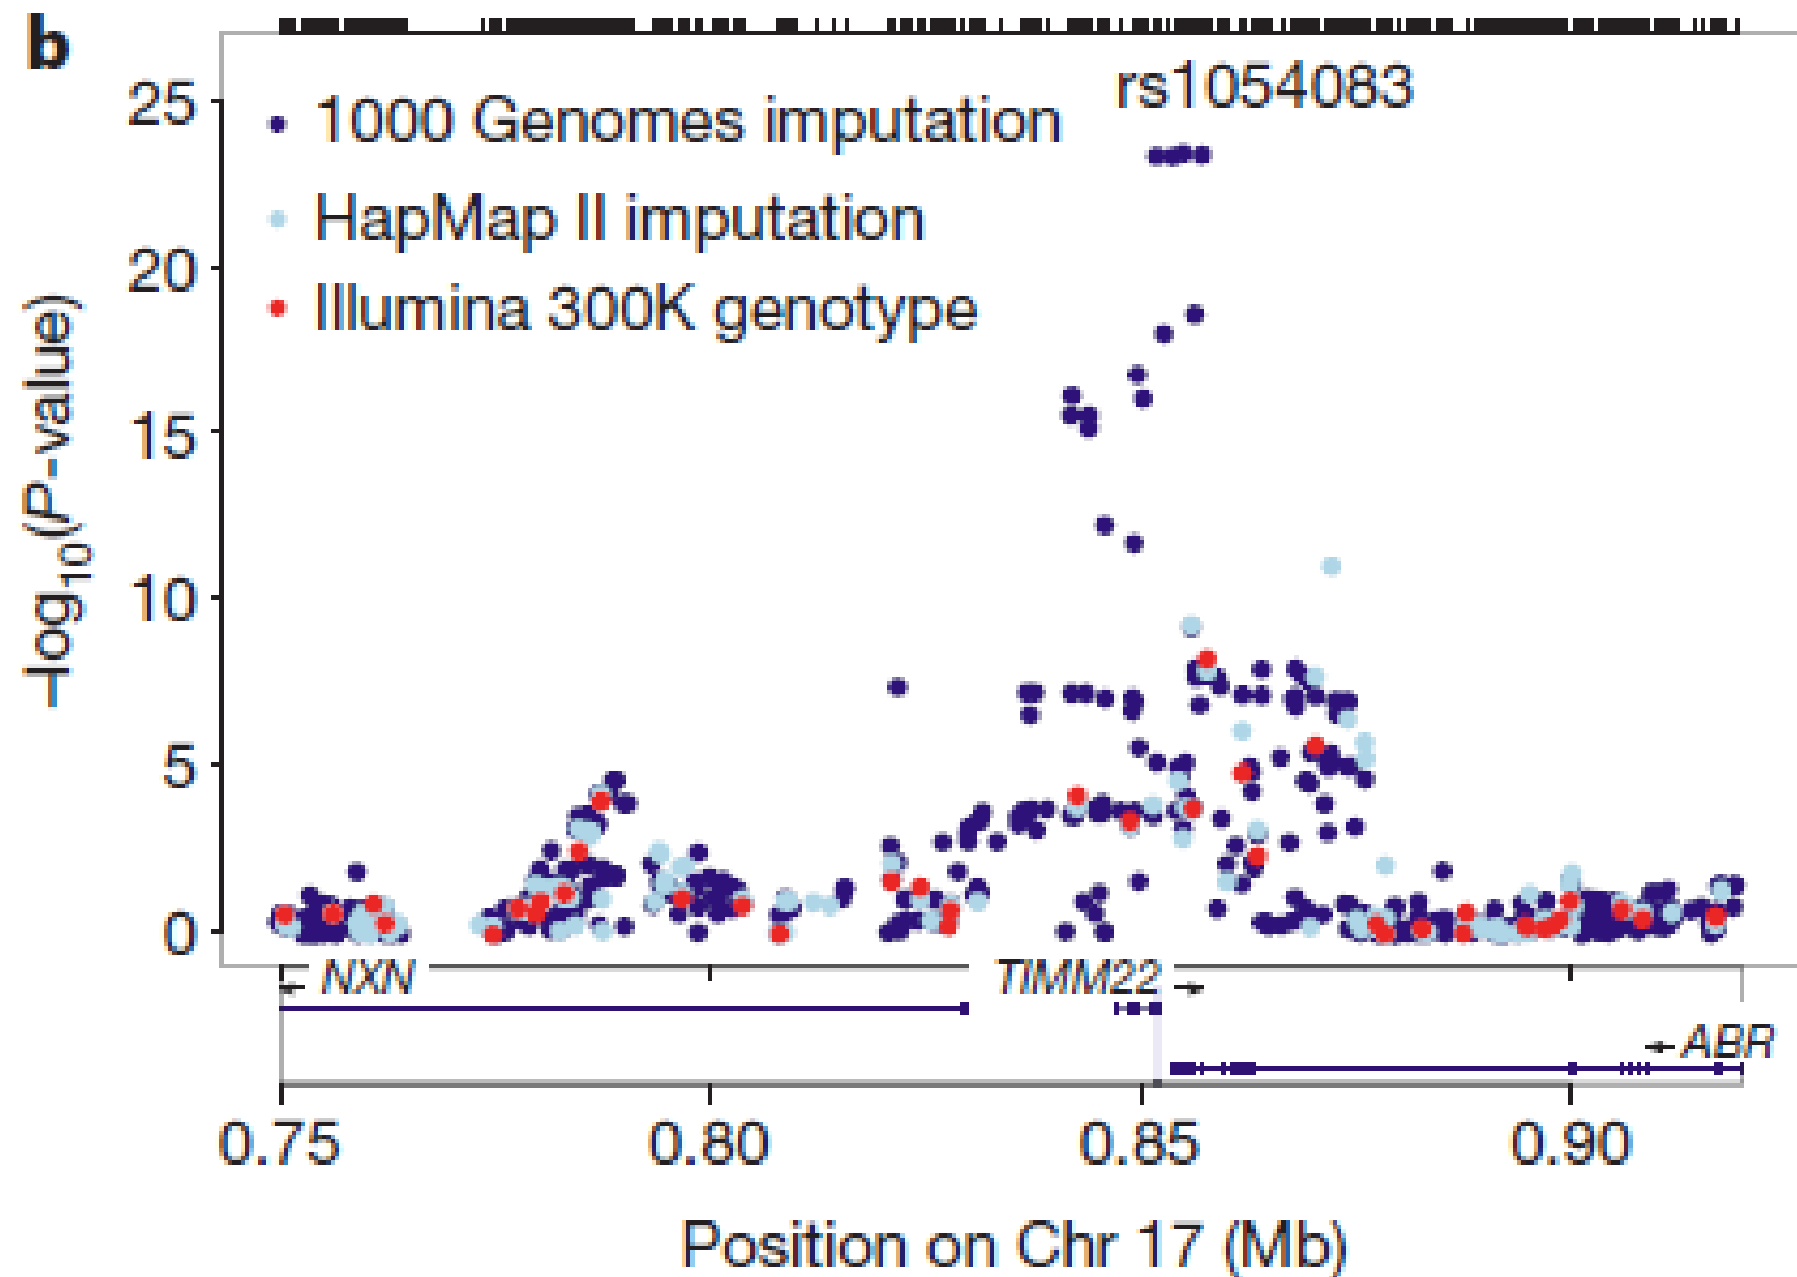 b
rs1054083
1000 Genomes imputation
HapMap II imputation
Illumina 300K genotype
25
20
15
10
5
0
–log10(P-value)
NXN
TIMM22
ABR
0.75
0.80
0.85
0.90
Position on Chr 17 (Mb)